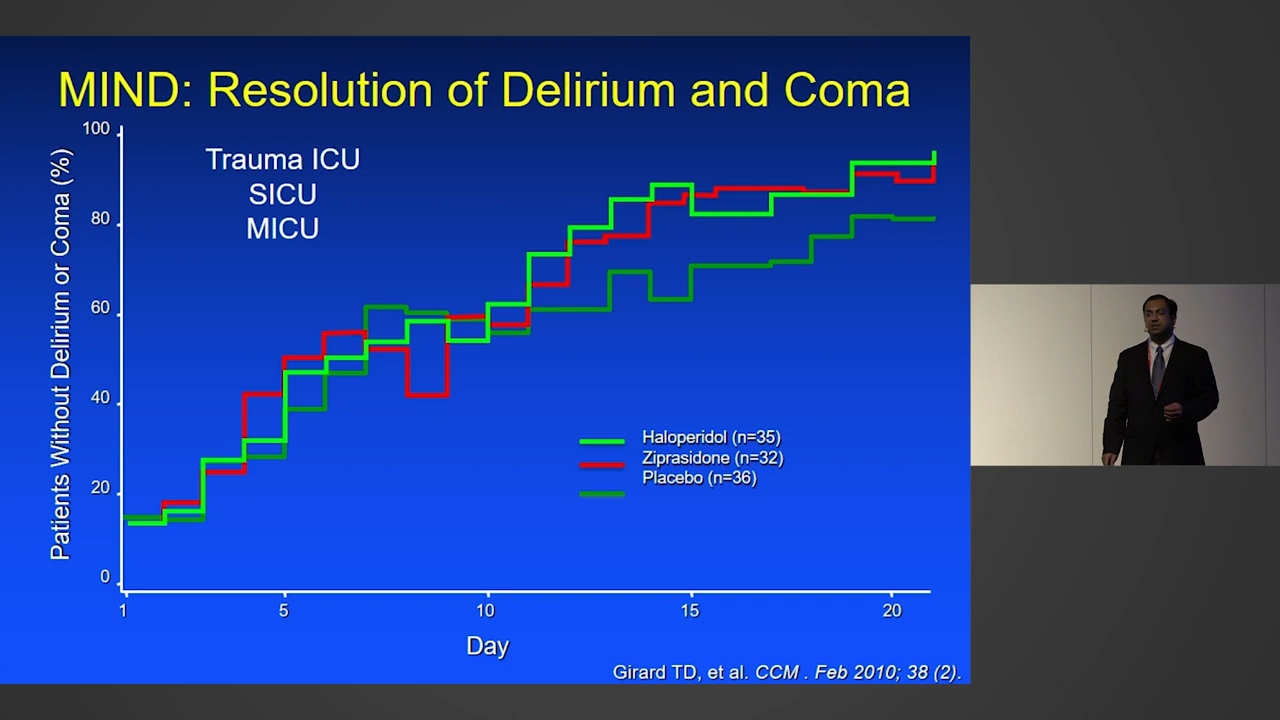 MIND: Resolution of Delirium and Coma
Trauma ICU
SICU
MICU
Patients Without Delirium or Coma (%)
100
80
60
40
20
0
Haloperidol (n=35)
Ziprasidone (n=32)
Placebo (n=36)
1
5
10
15
20
Day
Girard TD, et al. CCM . Feb 2010; 38 (2).